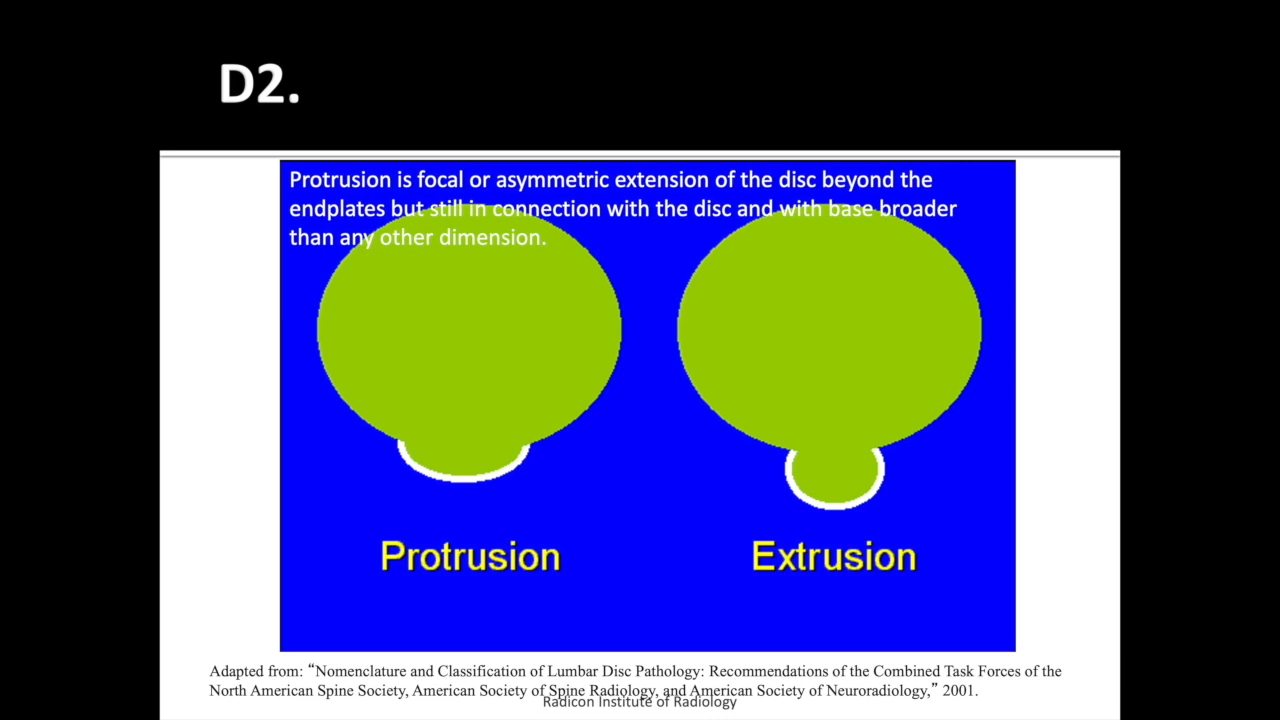 D2.
Protrusion is focal or asymmetric extension of the disc beyond the
endplates but still in connection with the disc and with base broader
than any other dimension.
Protrusion
Extrusion
Adapted from: “Nomenclature and Classification of Lumbar Disc Pathology: Recommendations of the Combined Task Forces of the
North American Spine Society, American Society of Spine Radiology, and American Society of Neuroradiology,” 2001.
Radicon Institute of Radiology